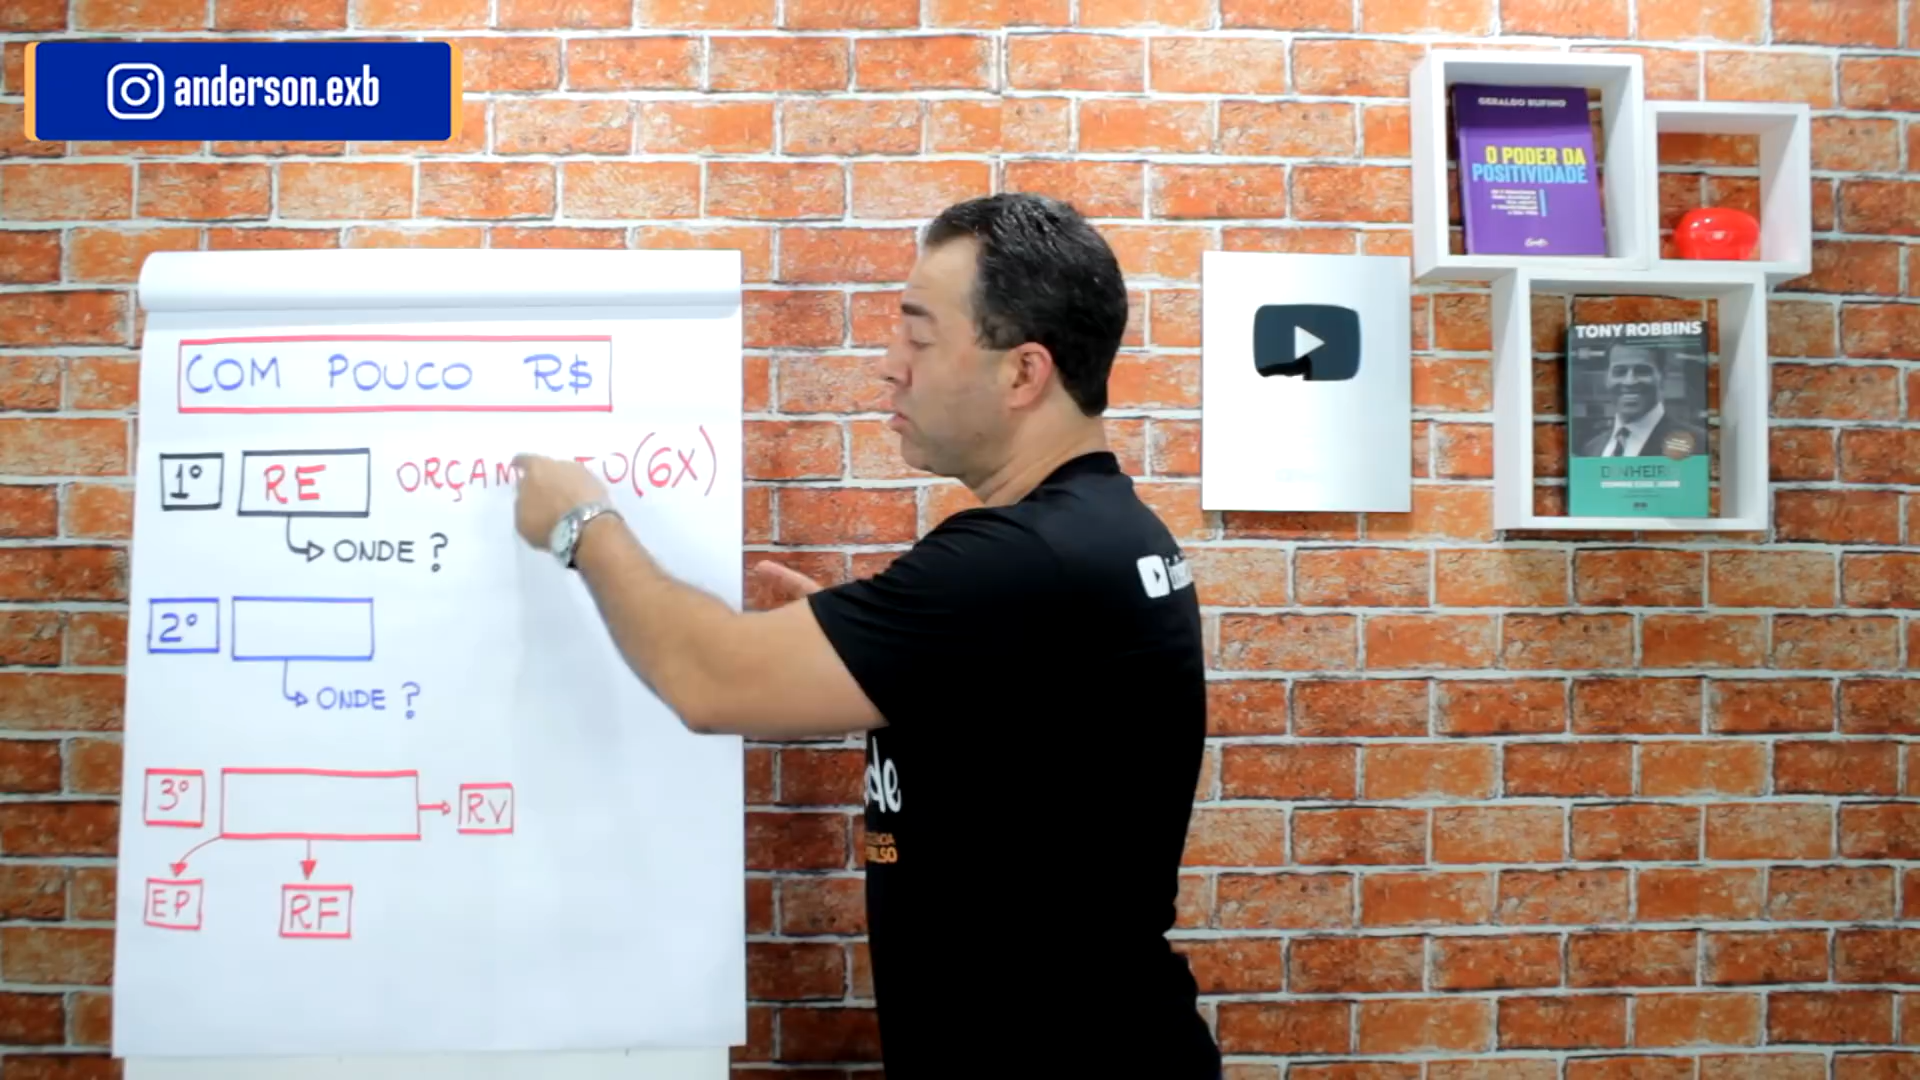 anderson.exb
GERALDO RUFINO
O PODER DA
POSITIVIDADE
TONY ROBBINS
DINHEIRO
COM POUCO R$
1º RE (6X)
ONDE ?
2º
ONDE ?
3º RV
EP RF